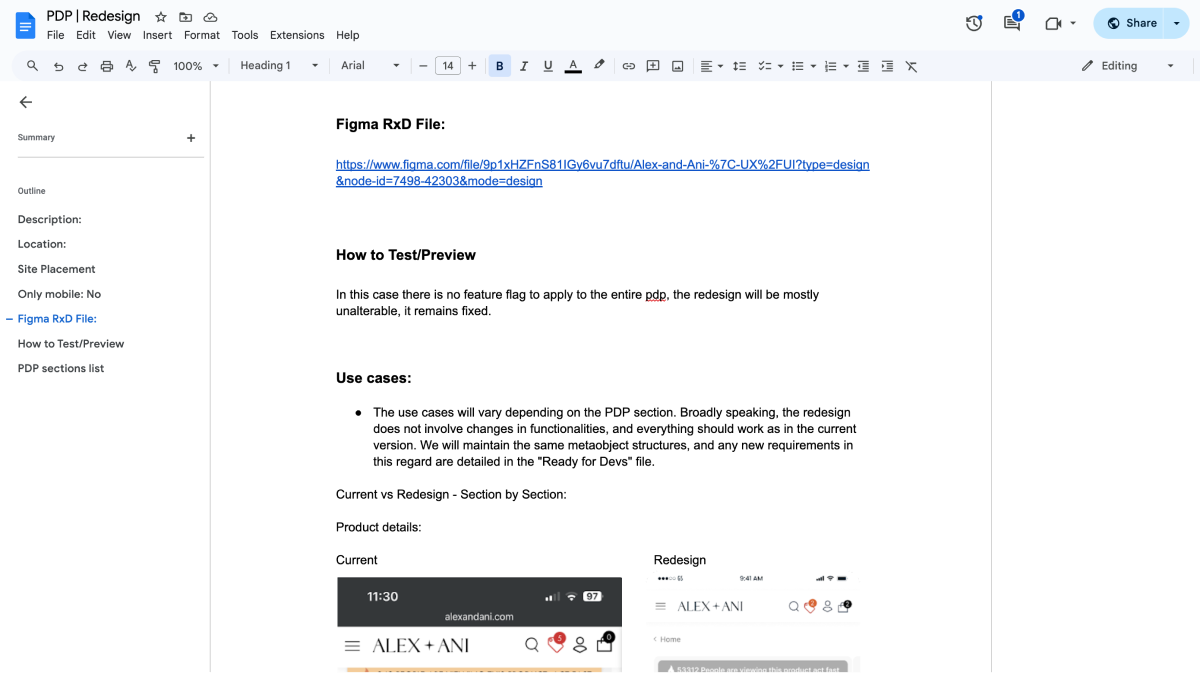 PDP | Redesign
File Edit View Insert Format Tools Extensions Help
1
Share
100% Heading 1 Arial 14 B I U A Editing
Summary
Outline
Description:
Location:
Site Placement
Only mobile: No
Figma RxD File:
How to Test/Preview
PDP sections list
Figma RxD File:
https://www.figma.com/file/9p1xHZFnS81IGy6vu7dftu/Alex-and-Ani-%7C-UX%2FUI?type=design
&node-id=7498-42303&mode=design
How to Test/Preview
In this case there is no feature flag to apply to the entire pdp, the redesign will be mostly
unalterable, it remains fixed.
Use cases:
● The use cases will vary depending on the PDP section. Broadly speaking, the redesign
does not involve changes in functionalities, and everything should work as in the current
version. We will maintain the same metaobject structures, and any new requirements in
this regard are detailed in the "Ready for Devs" file.
Current vs Redesign - Section by Section:
Product details:
Current
11:30 97
alexandani.com
ALEX + ANI 5 0
Redesign
9:41 AM
ALEX + ANI 2 2
< Home
53312 People are viewing this product act fast